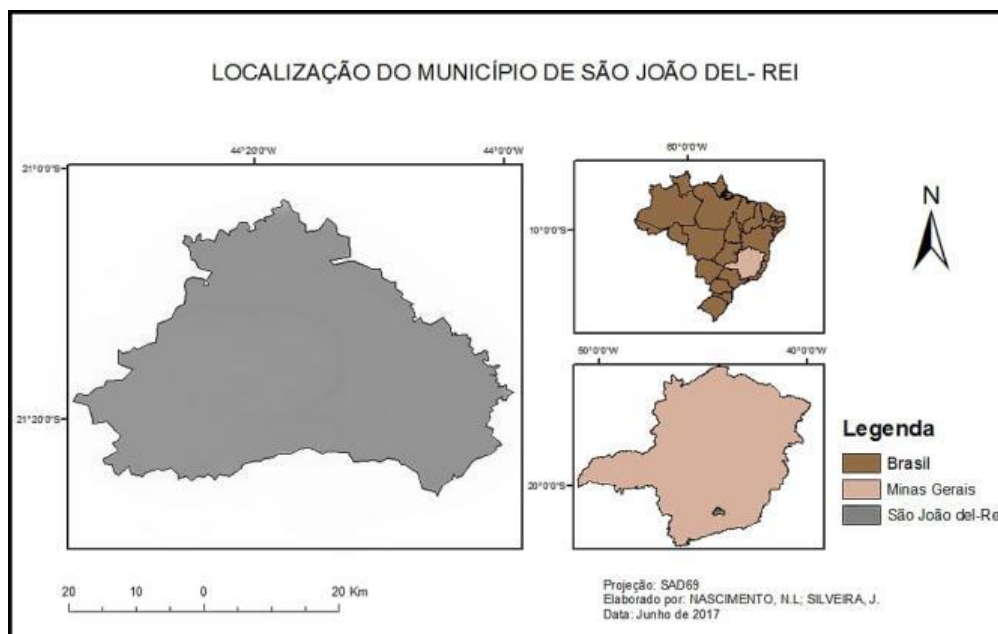 LOCALIZAÇÃO DO MUNICÍPIO DE SÃO JOÃO DEL- REI
44°20'0"W
44°0'0"W
21°0'0"S
21°20'0"S
60°0'0"W
10°0'0"S
N
50°0'0"W
40°0'0"W
20°0'0"S
Legenda
Brasil
Minas Gerais
São João del-Re
20 10 0 20 Km
Projeção: SAD69
Elaborado por: NASCIMENTO, N.L; SILVEIRA, J.
Data: Junho de 2017